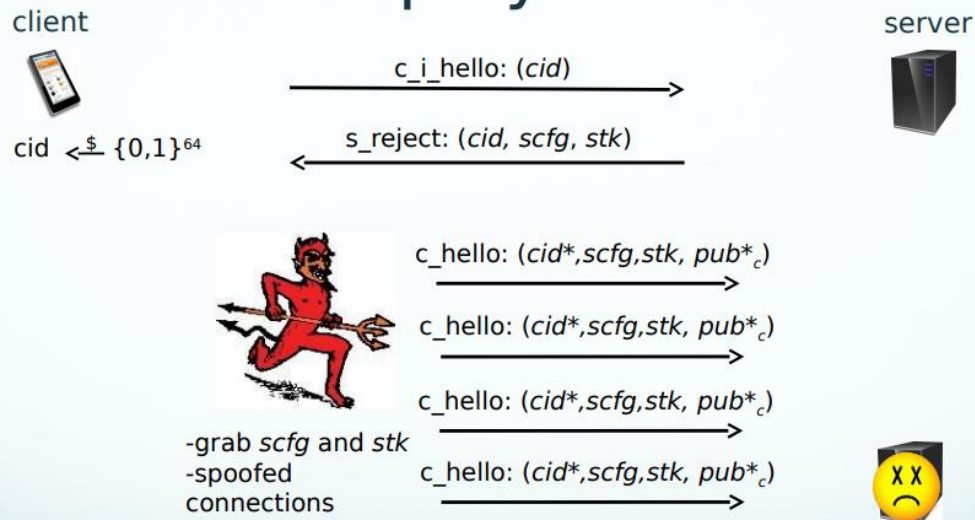 client
server
c_i_hello: (cid)
cid ←$ {0,1}⁶⁴
s_reject: (cid, scfg, stk)
c_hello: (cid*,scfg,stk, pub*c)
c_hello: (cid*,scfg,stk, pub*c)
c_hello: (cid*,scfg,stk, pub*c)
-grab scfg and stk
-spoofed
connections
c_hello: (cid*,scfg,stk, pub*c)